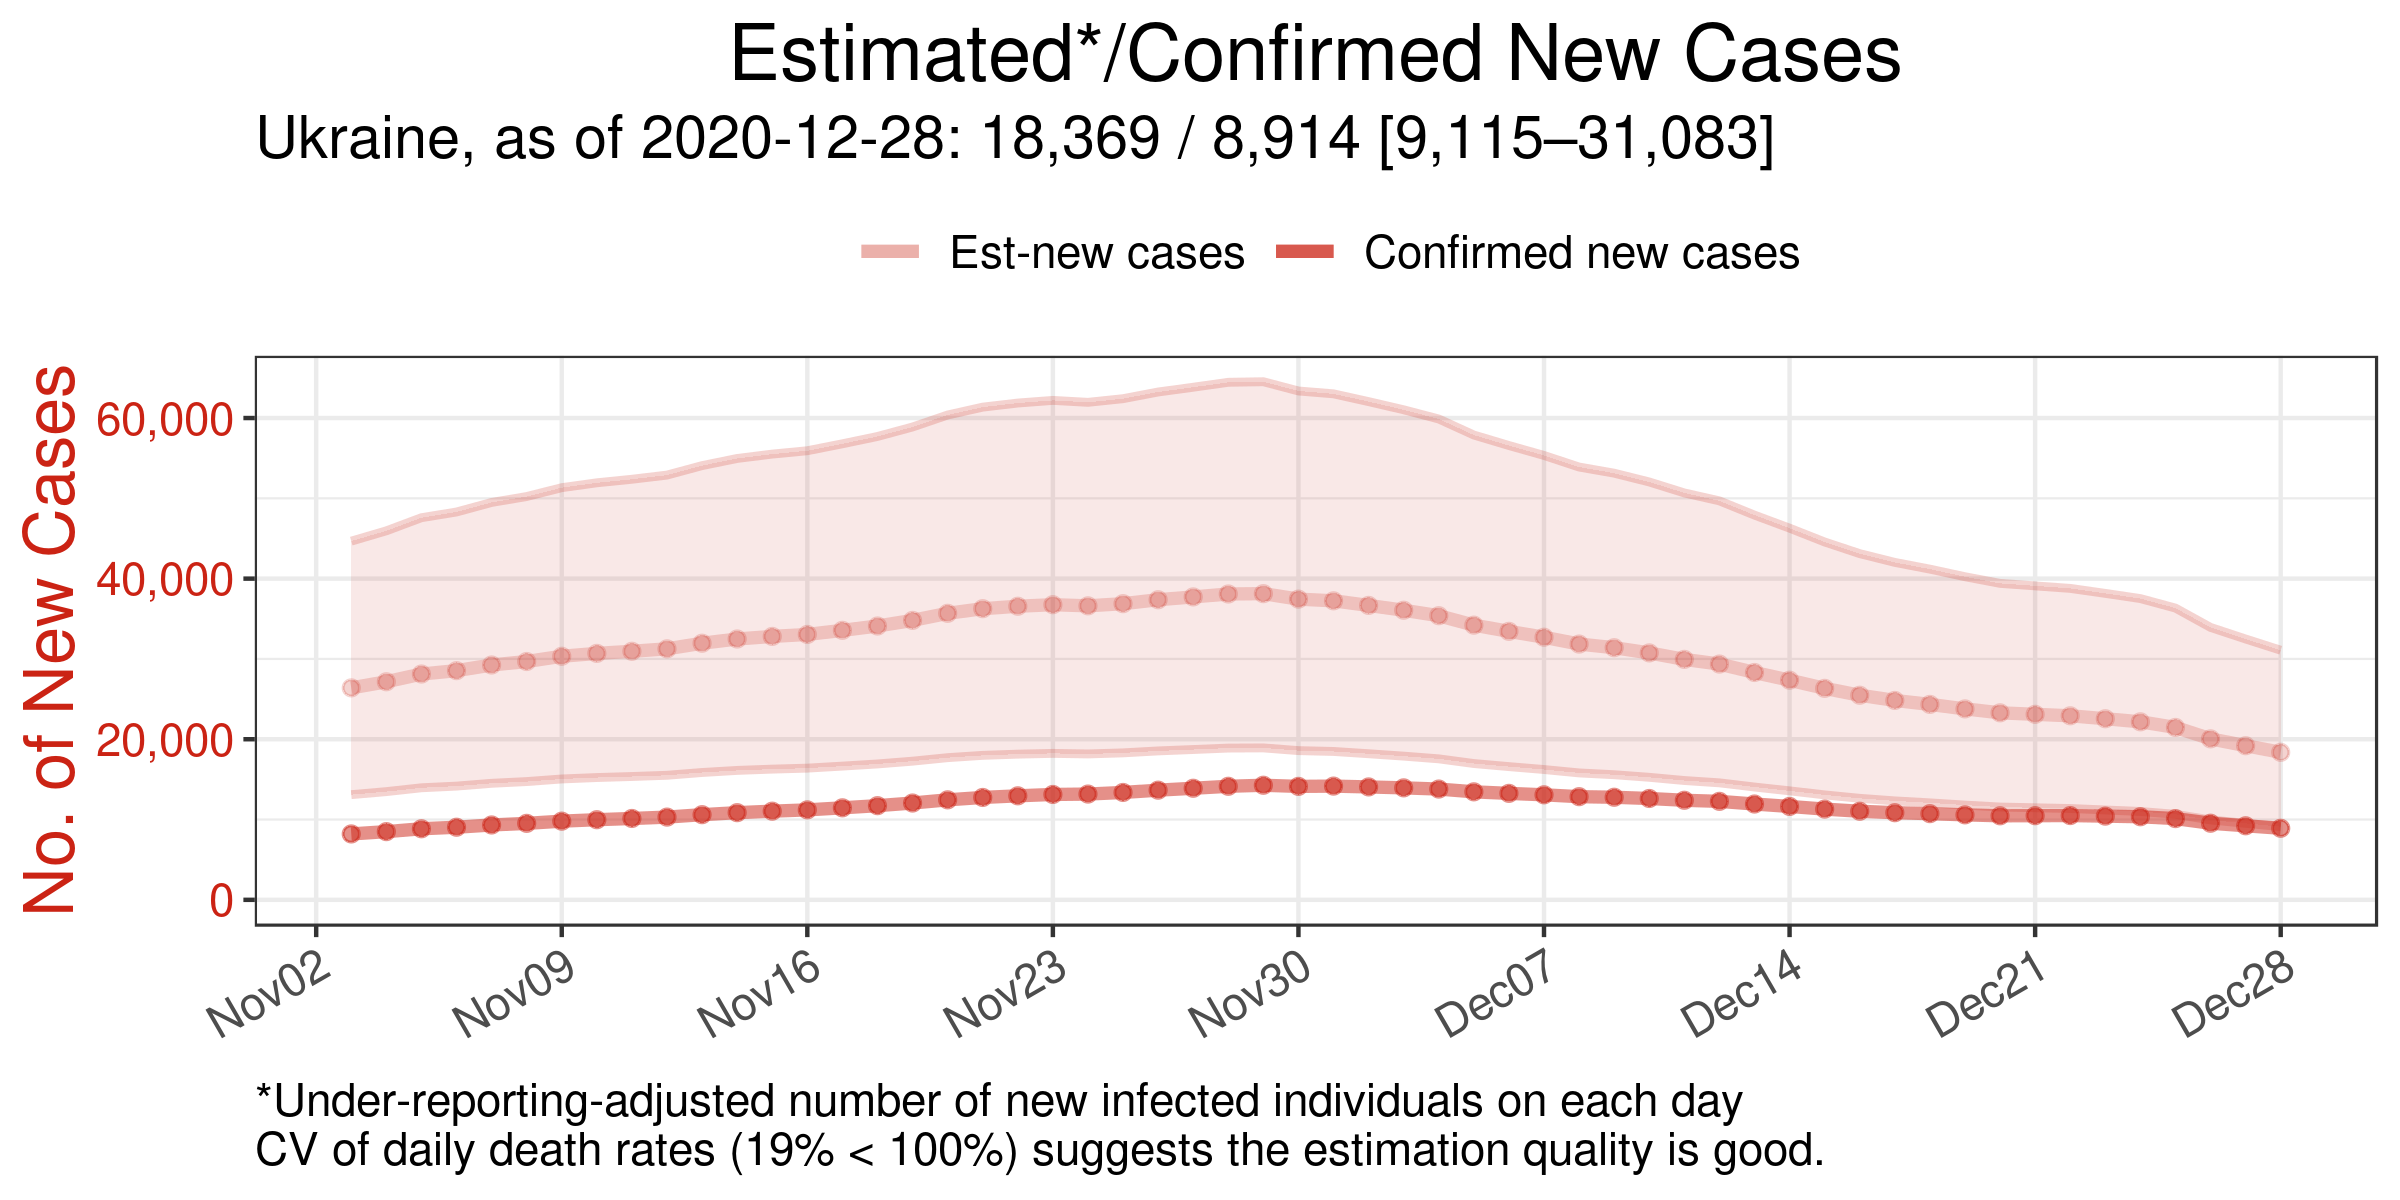 Estimated*/Confirmed New Cases
Ukraine, as of 2020-12-28: 18,369 / 8,914 [9,115–31,083]
Est-new cases
Confirmed new cases
No. of New Cases
60,000
40,000
20,000
0
Nov02
Nov09
Nov16
Nov23
Nov30
Dec07
Dec14
Dec21
Dec28
*Under-reporting-adjusted number of new infected individuals on each day
CV of daily death rates (19% < 100%) suggests the estimation quality is good.